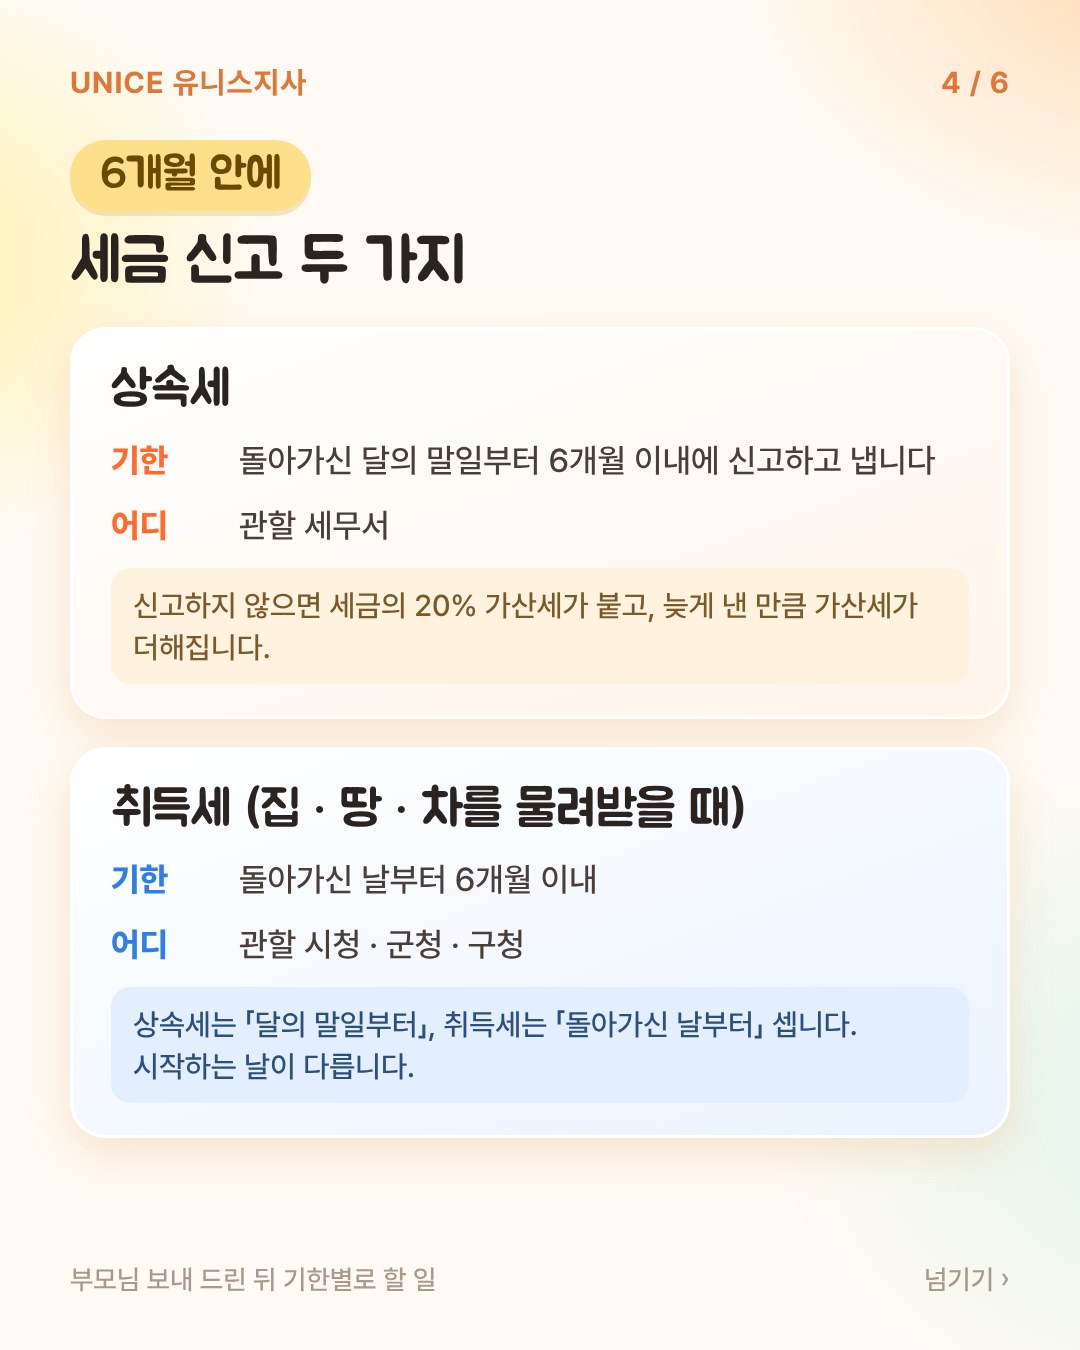 UNICE 유니스지사
4 / 6
6개월 안에
세금 신고 두 가지
상속세
기한 돌아가신 달의 말일부터 6개월 이내에 신고하고 냅니다
어디 관할 세무서
신고하지 않으면 세금의 20% 가산세가 붙고, 늦게 낸 만큼 가산세가
더해집니다.
취득세 (집 · 땅 · 차를 물려받을 때)
기한 돌아가신 날부터 6개월 이내
어디 관할 시청 · 군청 · 구청
상속세는 「달의 말일부터」, 취득세는 「돌아가신 날부터」 셉니다.
시작하는 날이 다릅니다.
부모님 보내 드린 뒤 기한별로 할 일
넘기기 ›